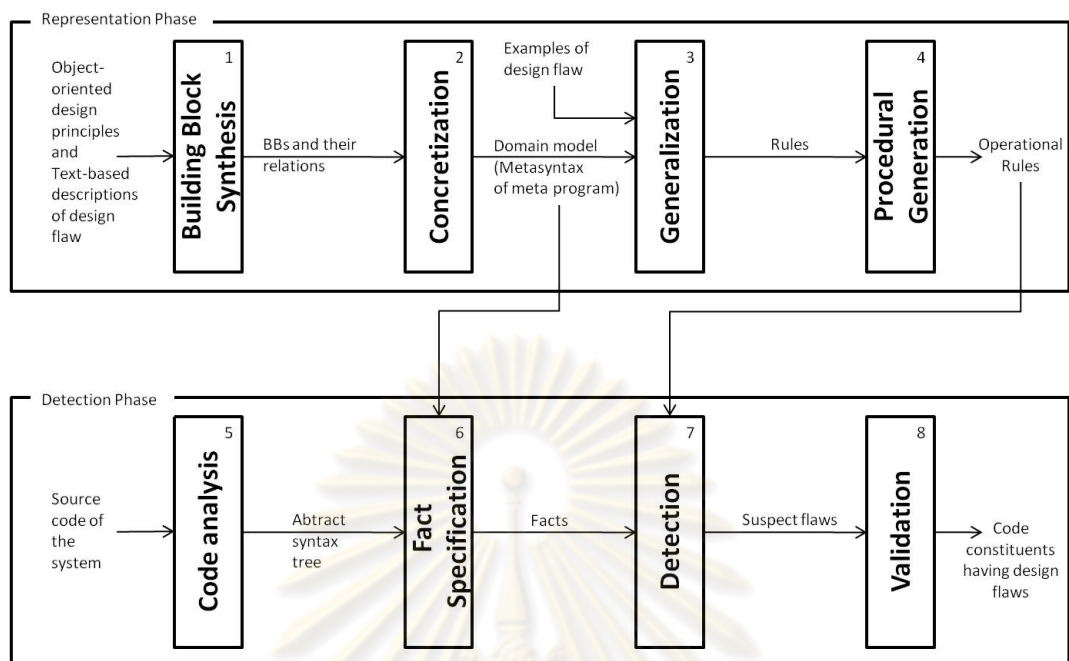 Representation Phase
Object-
oriented
design
principles
and
Text-based
descriptions
of design
flaw
1
Building Block
Synthesis
BBs and their
relations
2
Concretization
Examples of
design flaw
Domain model
(Metasyntax
of meta program)
3
Generalization
Rules
4
Procedural
Generation
Operational
Rules
Detection Phase
Source
code of
the
system
5
Code analysis
Abtract
syntax
tree
6
Fact
Specification
Facts
7
Detection
Suspect flaws
8
Validation
Code
constituents
having design
flaws